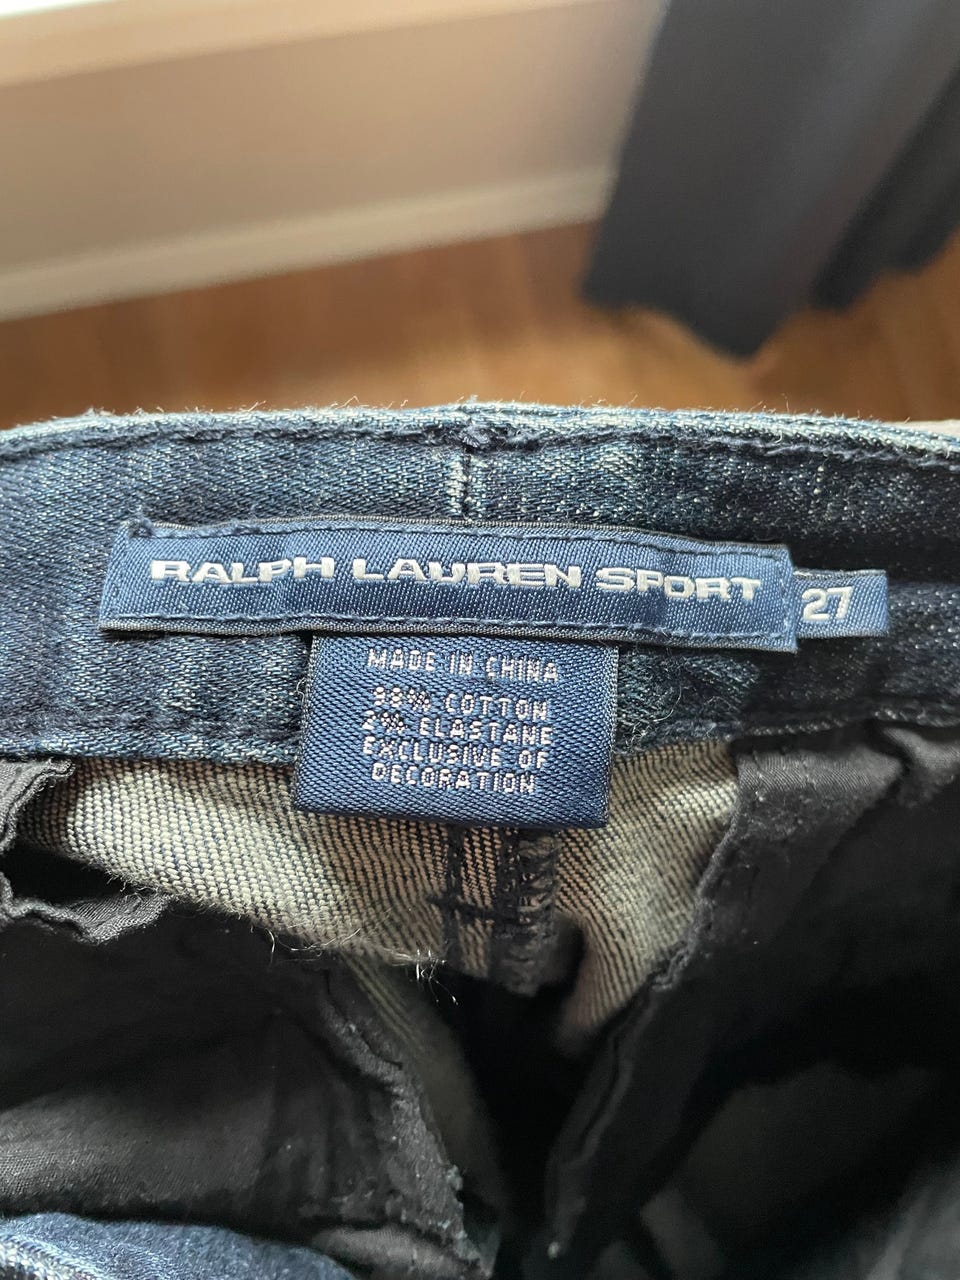 RALPH LAUREN SPORT
27
MADE IN CHINA
98% COTTON
2% ELASTANE
EXCLUSIVE OF
DECORATION